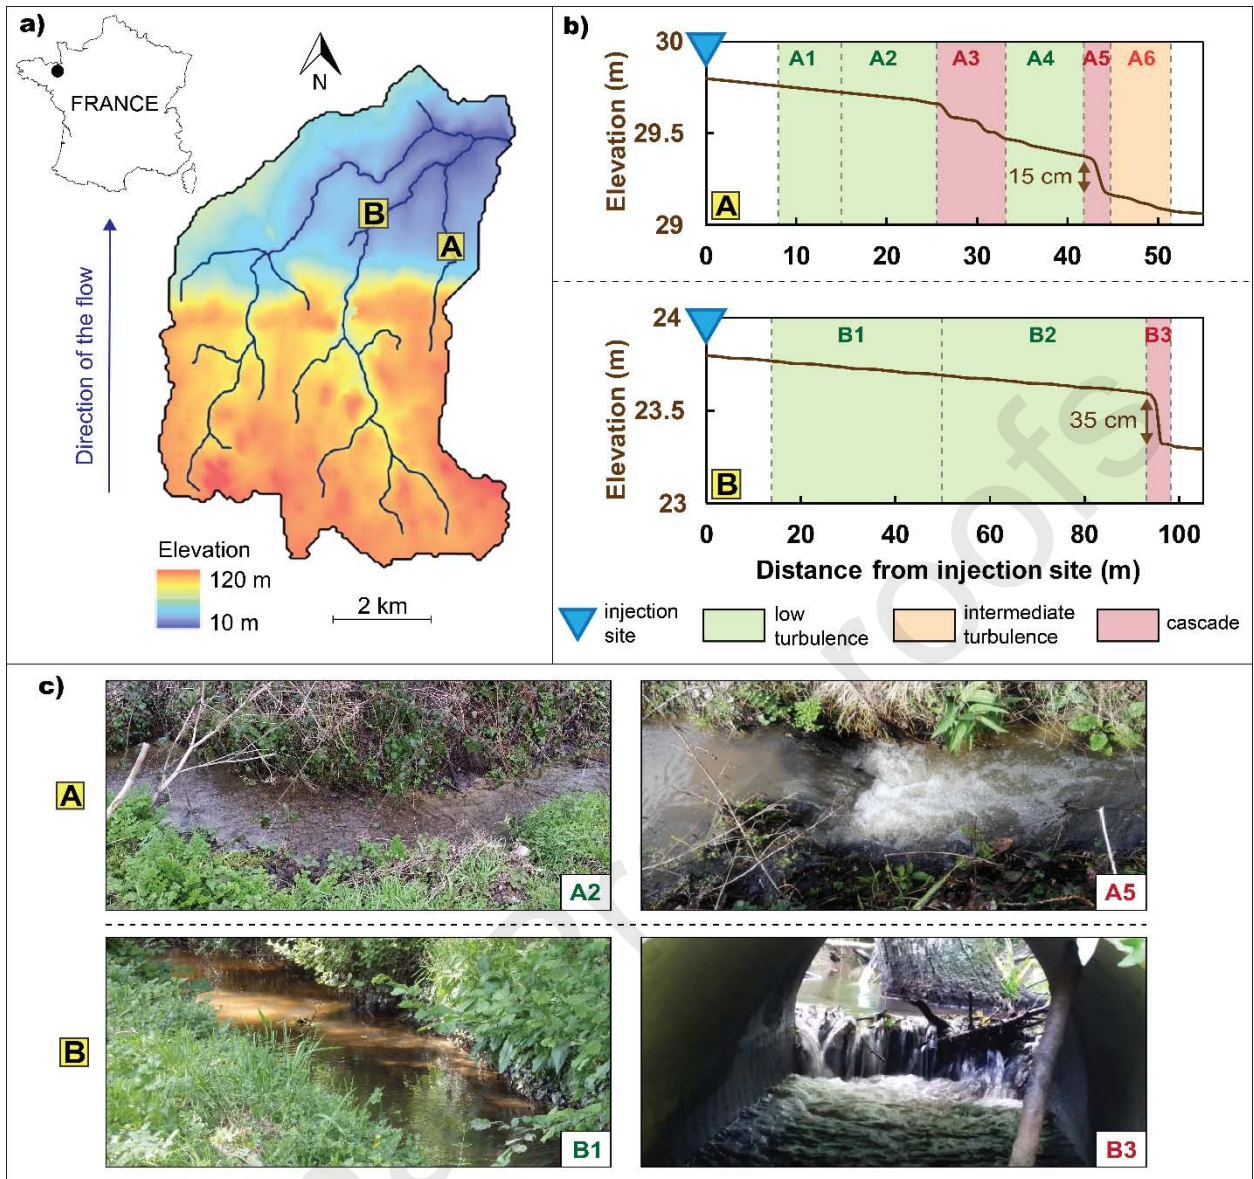 a)
FRANCE
N
B
A
Direction of the flow
Elevation
120 m
10 m
2 km
b)
30
29.5
29
Elevation (m)
A1
A2
A3
A4
A5
A6
15 cm
A
0
10
20
30
40
50
24
23.5
23
Elevation (m)
B1
B2
B3
35 cm
B
0
20
40
60
80
100
Distance from injection site (m)
injection
site
low
turbulence
intermediate
turbulence
cascade
c)
A
A2
A5
B
B1
B3